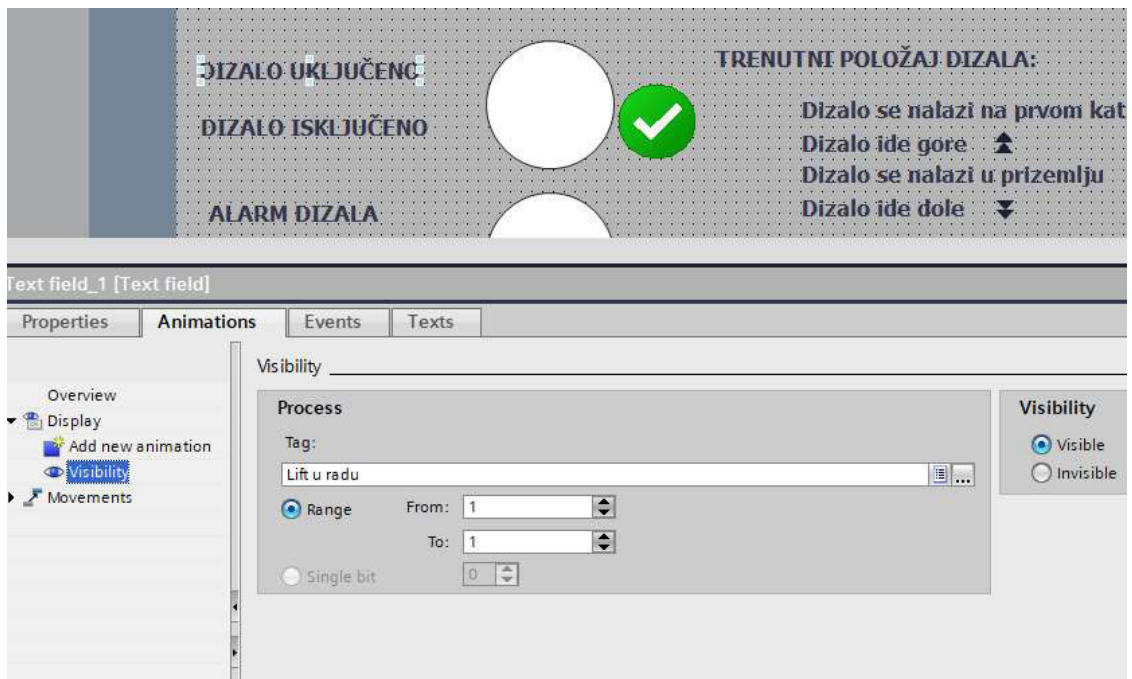 DIZALO UKLJUČENO
DIZALO ISKLJUČENO
ALARM DIZALA
TRENUTNI POLOŽAJ DIZALA:
Dizalo se nalazi na prvom kat
Dizalo ide gore
Dizalo se nalazi u prizemlju
Dizalo ide dole
Text field_1 [Text field]
Properties Animations Events Texts
Overview
Display
Add new animation
Visibility
Movements
Visibility
Process
Tag:
Lift u radu
...
Range From: 1
To: 1
Single bit 0
Visibility
Visible
Invisible